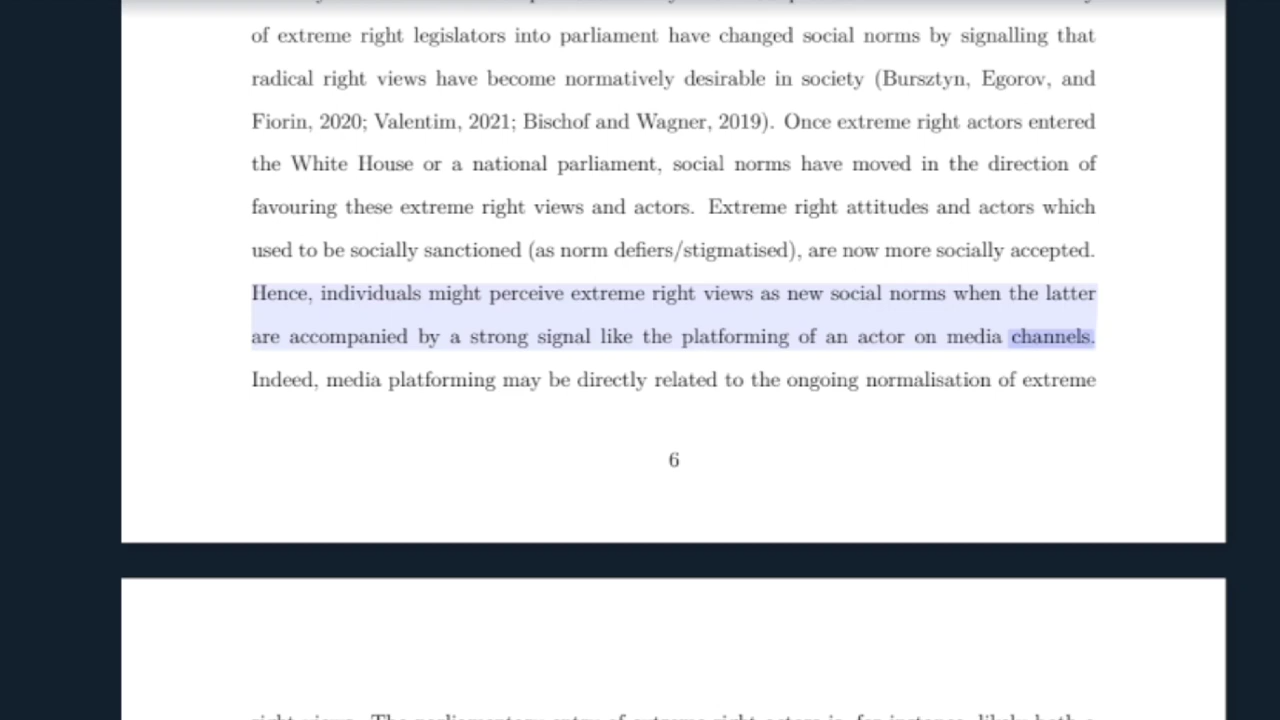 of extreme right legislators into parliament have changed social norms by signalling that
radical right views have become normatively desirable in society (Bursztyn, Egorov, and
Fiorin, 2020; Valentim, 2021; Bischof and Wagner, 2019). Once extreme right actors entered
the White House or a national parliament, social norms have moved in the direction of
favouring these extreme right views and actors. Extreme right attitudes and actors which
used to be socially sanctioned (as norm defiers/stigmatised), are now more socially accepted.
Hence, individuals might perceive extreme right views as new social norms when the latter
are accompanied by a strong signal like the platforming of an actor on media channels.
Indeed, media platforming may be directly related to the ongoing normalisation of extreme
6